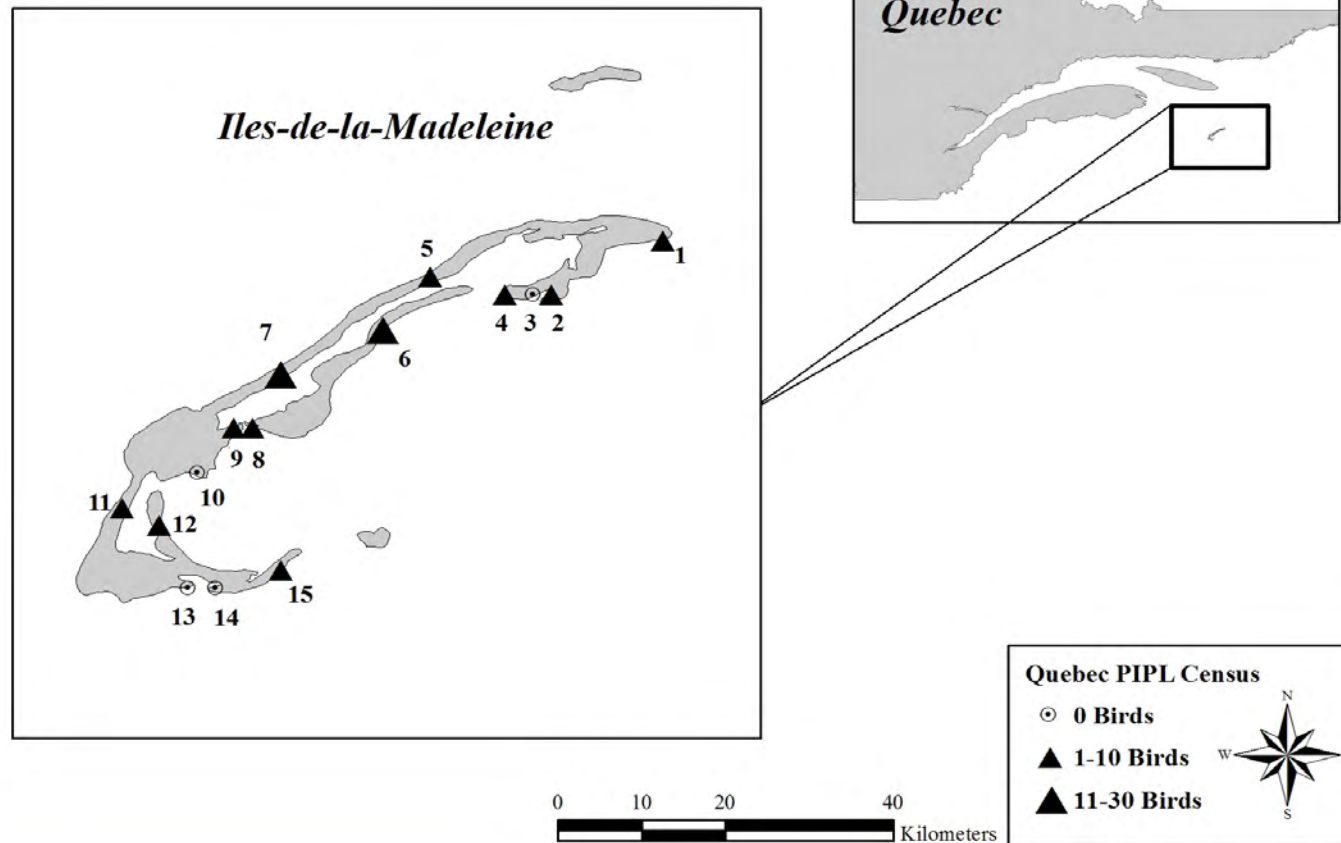 Quebec
Iles-de-la-Madeleine
1
5
4
3
2
7
6
9
8
10
11
12
15
13
14
Quebec PIPL Census
N
0 Birds
W
1-10 Birds
11-30 Birds
S
0
10
20
40
Kilometers